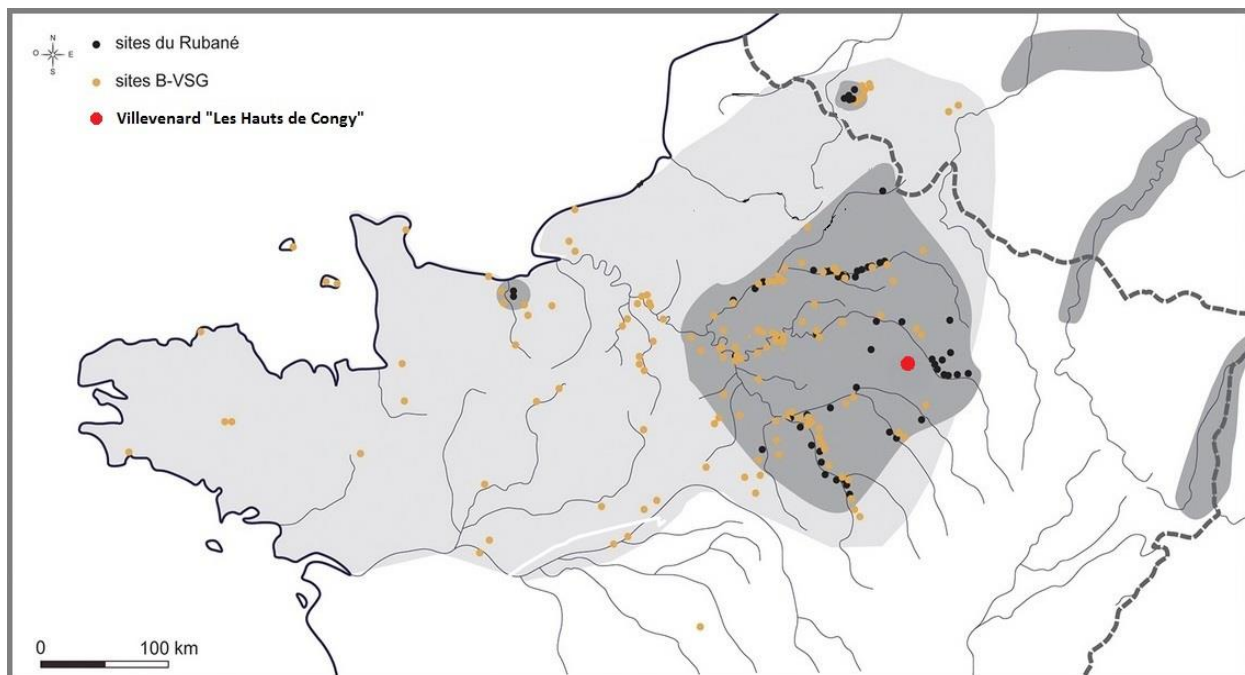 N
O E
S
sites du Rubané
sites B-VSG
Villevenard "Les Hauts de Congy"
0 100 km